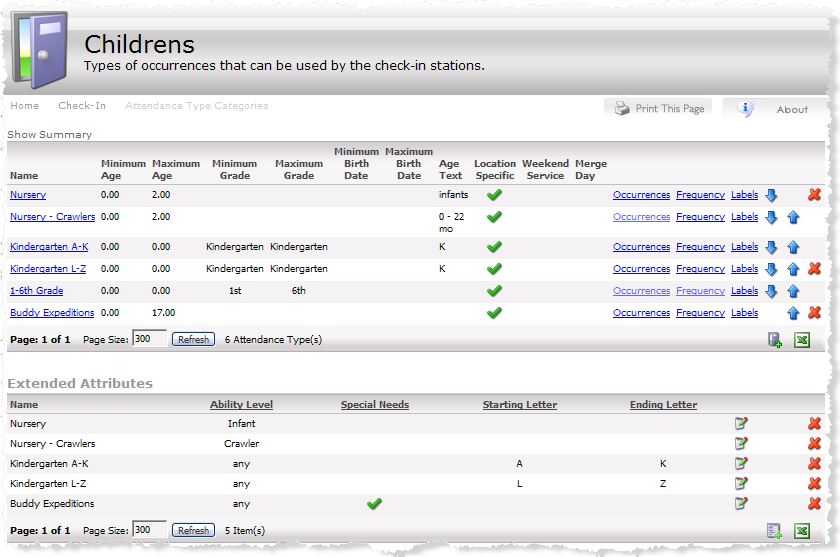 Childrens
Types of occurrences that can be used by the check-in stations.
Home Check-In Attendance Type Categories Print This Page About
Show Summary
Name Minimum Age Maximum Age Minimum Grade Maximum Grade Minimum Birth Date Maximum Birth Date Age Text Location Specific Weekend Service Merge Day
Nursery 0.00 2.00 infants Occurrences Frequency Labels
Nursery - Crawlers 0.00 2.00 0 - 22 mo Occurrences Frequency Labels
Kindergarten A-K 0.00 0.00 Kindergarten Kindergarten K Occurrences Frequency Labels
Kindergarten L-Z 0.00 0.00 Kindergarten Kindergarten K Occurrences Frequency Labels
1-6th Grade 0.00 0.00 1st 6th Occurrences Frequency Labels
Buddy Expeditions 0.00 17.00 Occurrences Frequency Labels
Page: 1 of 1 Page Size: 300 Refresh 6 Attendance Type(s)
Extended Attributes
Name Ability Level Special Needs Starting Letter Ending Letter
Nursery Infant
Nursery - Crawlers Crawler
Kindergarten A-K any A K
Kindergarten L-Z any L Z
Buddy Expeditions any
Page: 1 of 1 Page Size: 300 Refresh 5 Item(s)